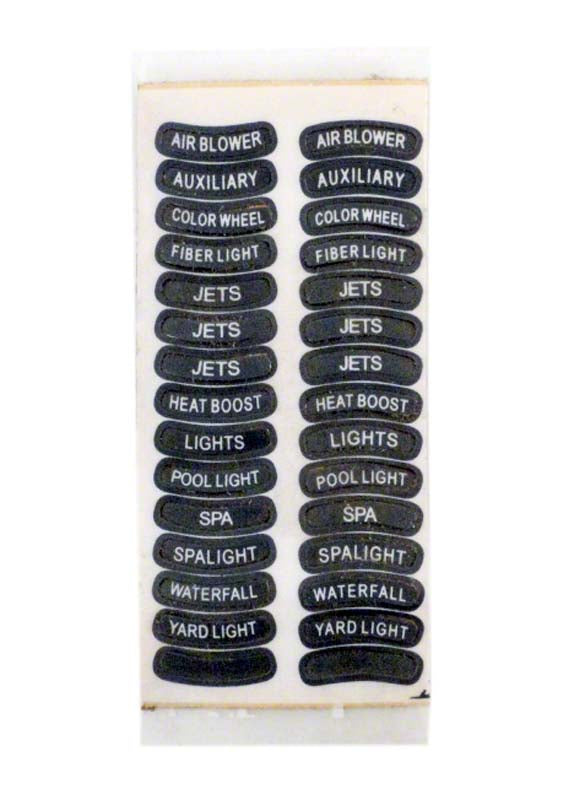 AIR BLOWER AIR BLOWER
AUXILIARY AUXILIARY
COLOR WHEEL COLOR WHEEL
FIBER LIGHT FIBER LIGHT
JETS JETS
JETS JETS
JETS JETS
HEAT BOOST HEAT BOOST
LIGHTS LIGHTS
POOL LIGHT POOL LIGHT
SPA SPA
SPALIGHT SPALIGHT
WATERFALL WATERFALL
YARD LIGHT YARD LIGHT